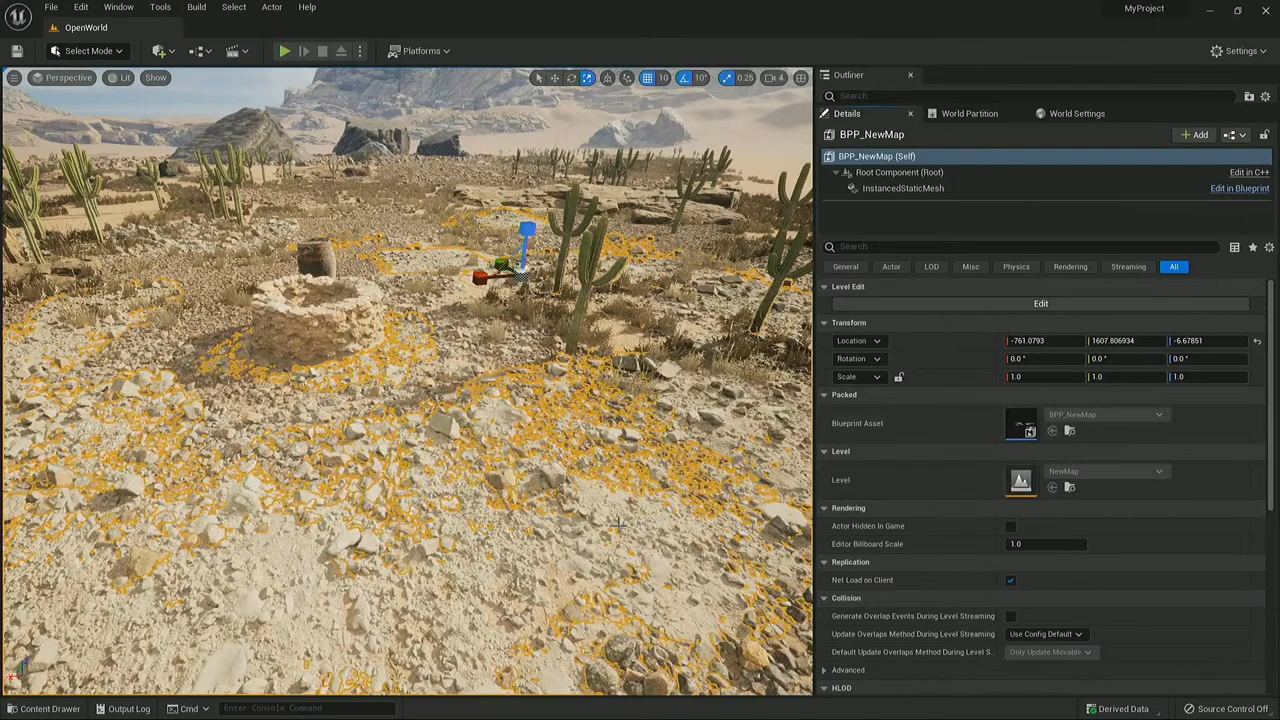 File Edit Window Tools Build Select Actor Help MyProject
OpenWorld
Select Mode Platforms Settings
Perspective Lit Show 10 10° 0.25 4
Outliner
Search...
Details World Partition World Settings
BPP_NewMap + Add
BPP_NewMap (Self)
Root Component (Root) Edit in C++
InstancedStaticMesh Edit in Blueprint
Search
General Actor LOD Misc Physics Rendering Streaming All
Level Edit
Edit
Transform
Location -761.0793 1607.806934 -6.67851
Rotation 0.0° 0.0° 0.0°
Scale 1.0 1.0 1.0
Packed
Blueprint Asset BPP_NewMap
Level
Level NewMap
Rendering
Actor Hidden In Game
Editor Billboard Scale 1.0
Replication
Net Load on Client
Collision
Generate Overlap Events During Level Streaming
Update Overlaps Method During Level Streaming Use Config Default
Default Update Overlaps Method During Level S... Only Update Movable
Advanced
HLOD
Content Drawer Output Log Cmd Enter Console Command Derived Data Source Control Off